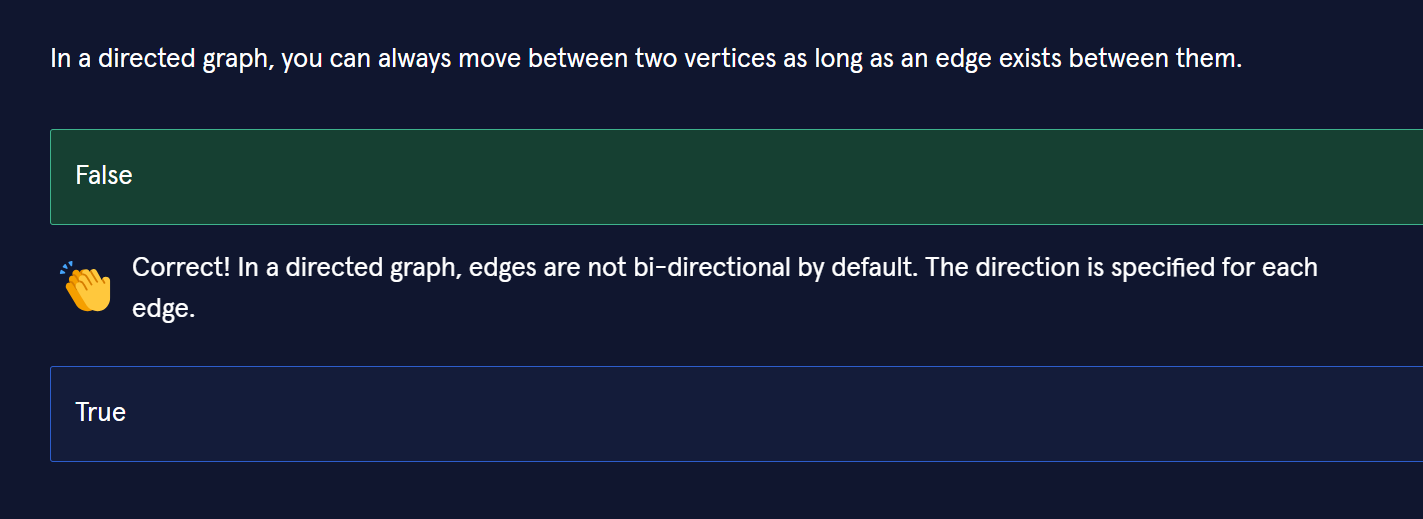 In a directed graph, you can always move between two vertices as long as an edge exists between them.
False
Correct! In a directed graph, edges are not bi-directional by default. The direction is specified for each
edge.
True